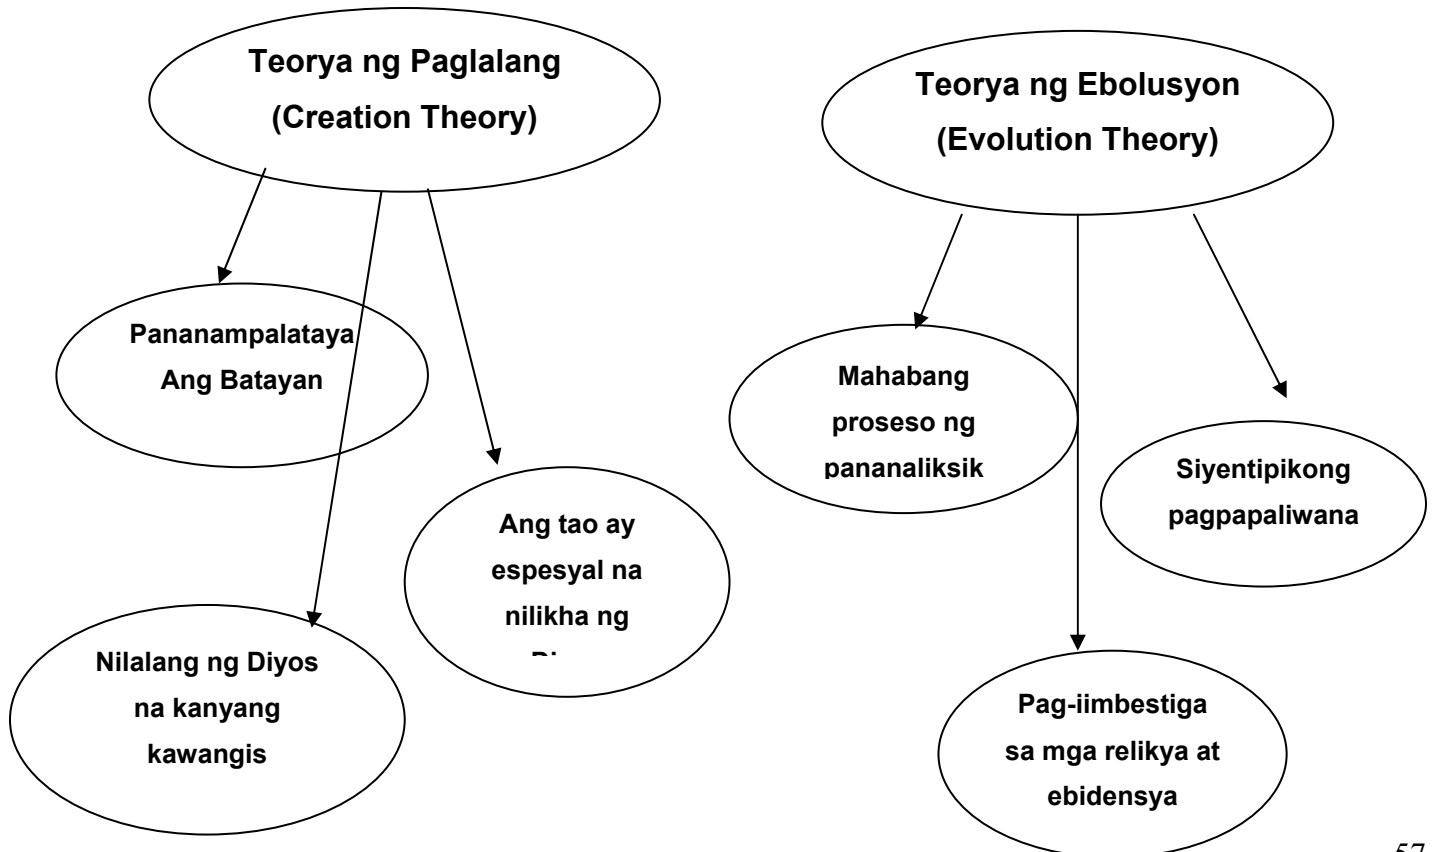 Teorya ng Paglalang
(Creation Theory)
Pananampalataya
Ang Batayan
Nilalang ng Diyos
na kanyang
kawangis
Ang tao ay
espesyal na
nilikha ng
Teorya ng Ebolusyon
(Evolution Theory)
Mahabang
proseso ng
pananaliksik
Pag-iimbestiga
sa mga relikya at
ebidensya
Siyentipikong
pagpapaliwana
57